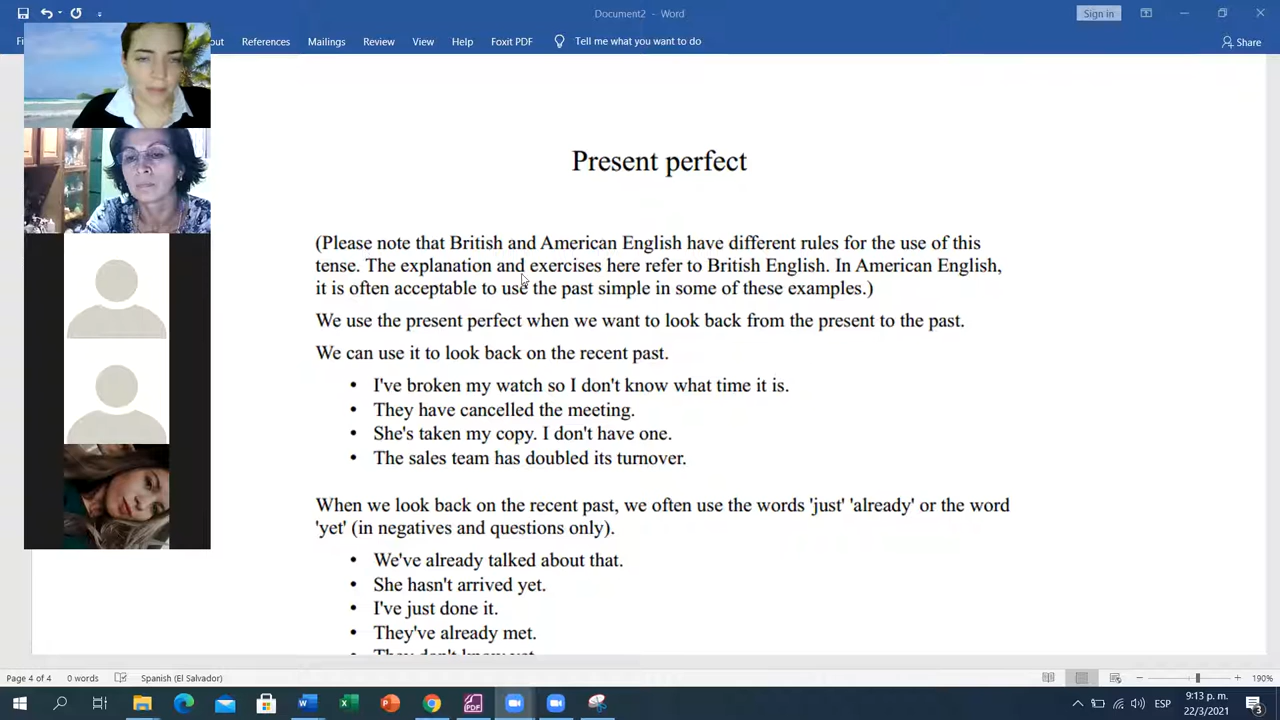 Document2 - Word
Sign in
Fi
out
References
Mailings
Review
View
Help
Foxit PDF
Tell me what you want to do
Share
Present perfect
(Please note that British and American English have different rules for the use of this
tense. The explanation and exercises here refer to British English. In American English,
it is often acceptable to use the past simple in some of these examples.)
We use the present perfect when we want to look back from the present to the past.
We can use it to look back on the recent past.
• I've broken my watch so I don't know what time it is.
• They have cancelled the meeting.
• She's taken my copy. I don't have one.
• The sales team has doubled its turnover.
When we look back on the recent past, we often use the words 'just' 'already' or the word
'yet' (in negatives and questions only).
• We've already talked about that.
• She hasn't arrived yet.
• I've just done it.
• They've already met.
• They don't know yet
Page 4 of 4
0 words
Spanish (El Salvador)
190%
ESP
9:13 p. m.
22/3/2021
3